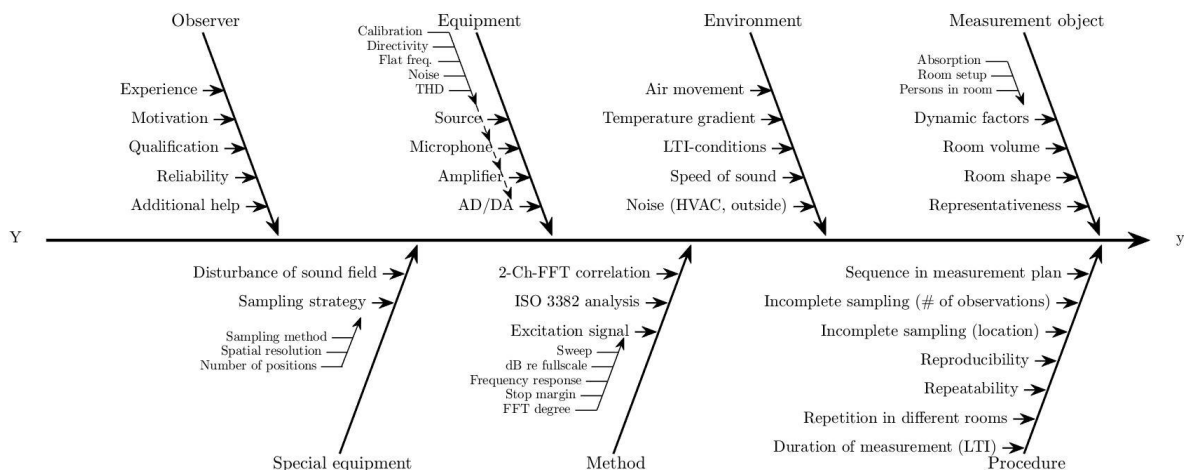 Observer
Experience
Motivation
Qualification
Reliability
Additional help
Equipment
Calibration
Directivity
Flat freq.
Noise
THD
Source
Microphone
Amplifier
AD/DA
Environment
Air movement
Temperature gradient
LTI-conditions
Speed of sound
Noise (HVAC, outside)
Measurement object
Absorption
Room setup
Persons in room
Dynamic factors
Room volume
Room shape
Representativeness
Y
y
Disturbance of sound field
Sampling strategy
Sampling method
Spatial resolution
Number of positions
Special equipment
2-Ch-FFT correlation
ISO 3382 analysis
Excitation signal
Sweep
dB re fullscale
Frequency response
Stop margin
FFT degree
Method
Sequence in measurement plan
Incomplete sampling (# of observations)
Incomplete sampling (location)
Reproducibility
Repeatability
Repetition in different rooms
Duration of measurement (LTI)
Procedure